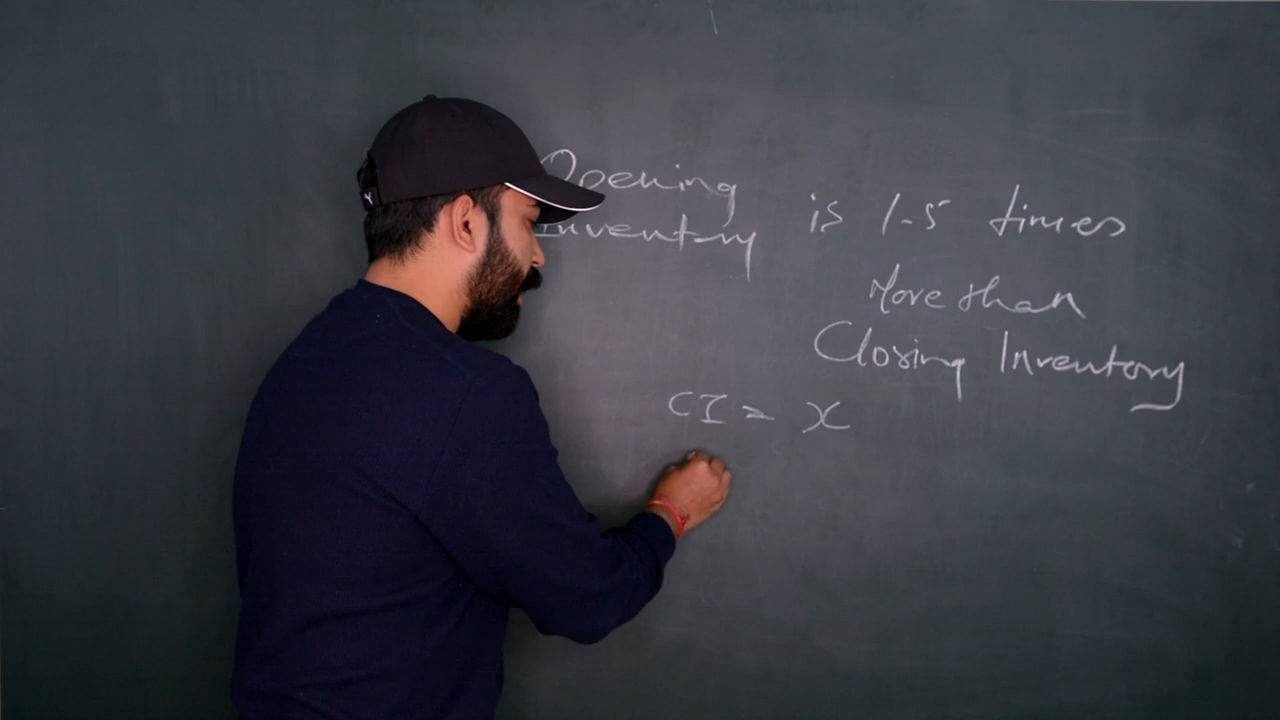 Opening
Inventory
is 1.5 times
More than
Closing Inventory
CI = x